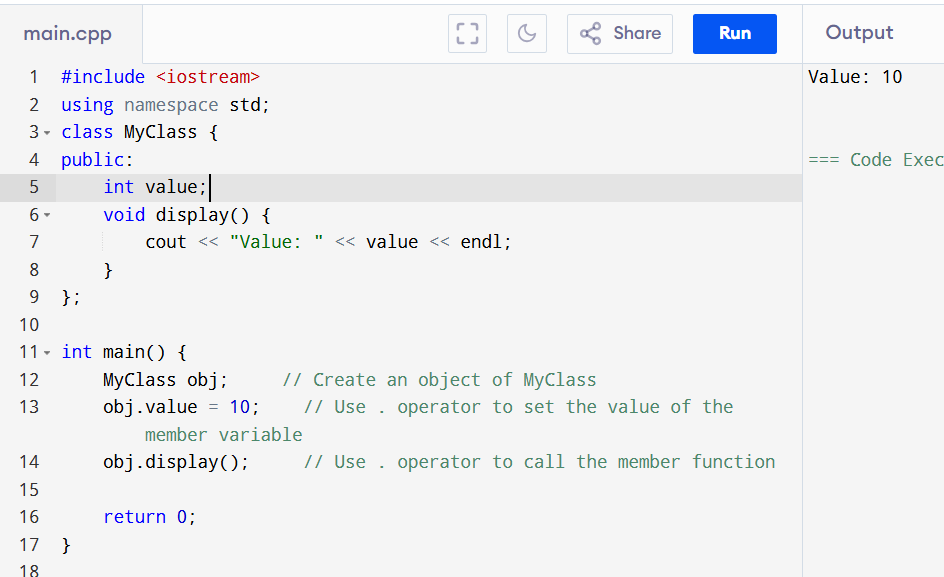 main.cpp
Share
Run
Output
1 #include <iostream>
2 using namespace std;
3 class MyClass {
4 public:
5     int value;
6     void display() {
7         cout << "Value: " << value << endl;
8     }
9 };
10
11 int main() {
12     MyClass obj;     // Create an object of MyClass
13     obj.value = 10;    // Use . operator to set the value of the
        member variable
14     obj.display();     // Use . operator to call the member function
15
16     return 0;
17 }
18
Value: 10
=== Code Exec